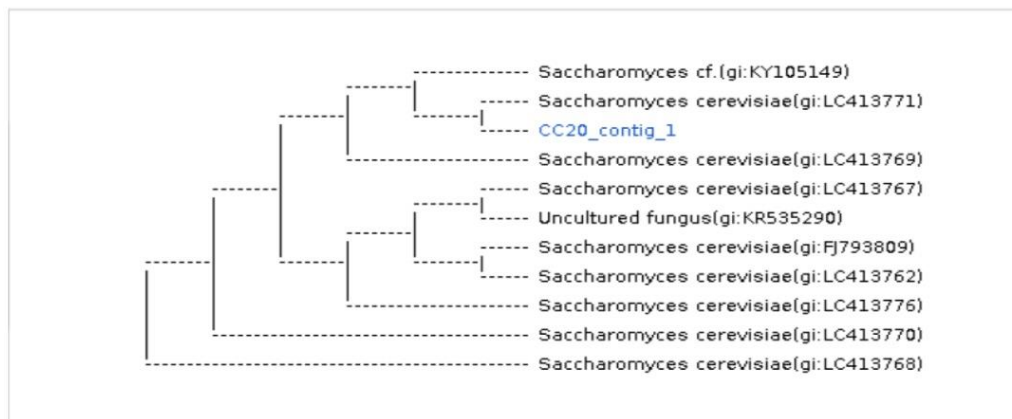 Saccharomyces cf.(gi:KY105149)
Saccharomyces cerevisiae(gi:LC413771)
CC20_contig_1
Saccharomyces cerevisiae(gi:LC413769)
Saccharomyces cerevisiae(gi:LC413767)
Uncultured fungus(gi:KR535290)
Saccharomyces cerevisiae(gi:FJ793809)
Saccharomyces cerevisiae(gi:LC413762)
Saccharomyces cerevisiae(gi:LC413776)
Saccharomyces cerevisiae(gi:LC413770)
Saccharomyces cerevisiae(gi:LC413768)